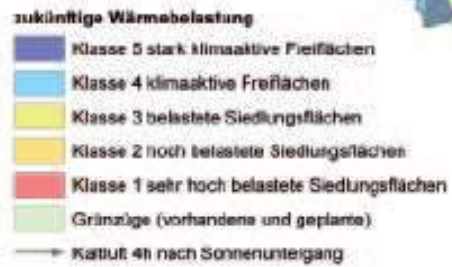 zukünftige Wärmebelastung
Klasse 5 stark klimaaktive Freiflächen
Klasse 4 klimaaktive Freiflächen
Klasse 3 belastete Siedlungsflächen
Klasse 2 hoch belastete Siedlungsflächen
Klasse 1 sehr hoch belastete Siedlungsflächen
Grünzüge (vorhandene und geplante)
Kaltluft 4h nach Sonnenuntergang